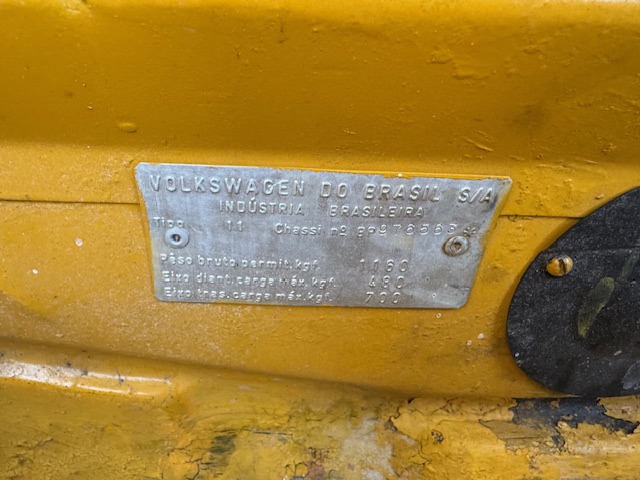 VOLKSWAGEN DO BRASIL S/A
INDÚSTRIA BRASILEIRA
Tipo 11 Chassi nº
Pêso bruto permit. kgf. 1160
Eixo diant. carga máx. kgf. 480
Eixo tras. carga máx. kgf. 700